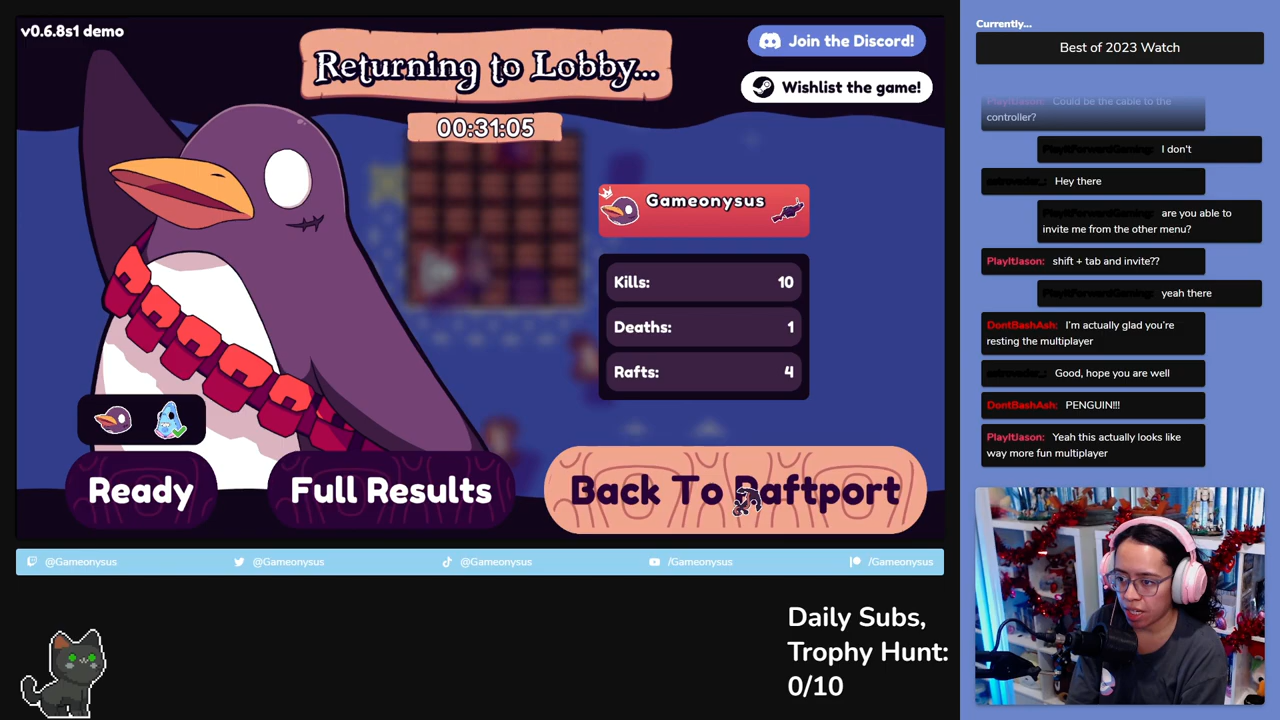 v0.6.8s1 demo
Returning to Lobby...
00:31:05
Join the Discord!
Wishlist the game!
Gameonysus
Kills: 10
Deaths: 1
Rafts: 4
Ready
Full Results
Back To Raftport
@Gameonysus
@Gameonysus
@Gameonysus
/Gameonysus
/Gameonysus
Daily Subs,
Trophy Hunt:
0/10
Currently...
Best of 2023 Watch
PlayItJason: Could be the cable to the
controller?
PlayItForwardGaming: I don't
Hey there
PlayItForwardGaming: are you able to
invite me from the other menu?
PlayItJason: shift + tab and invite??
PlayItForwardGaming: yeah there
DontBashAsh: I'm actually glad you're
resting the multiplayer
Good, hope you are well
DontBashAsh: PENGUIN!!!
PlayItJason: Yeah this actually looks like
way more fun multiplayer